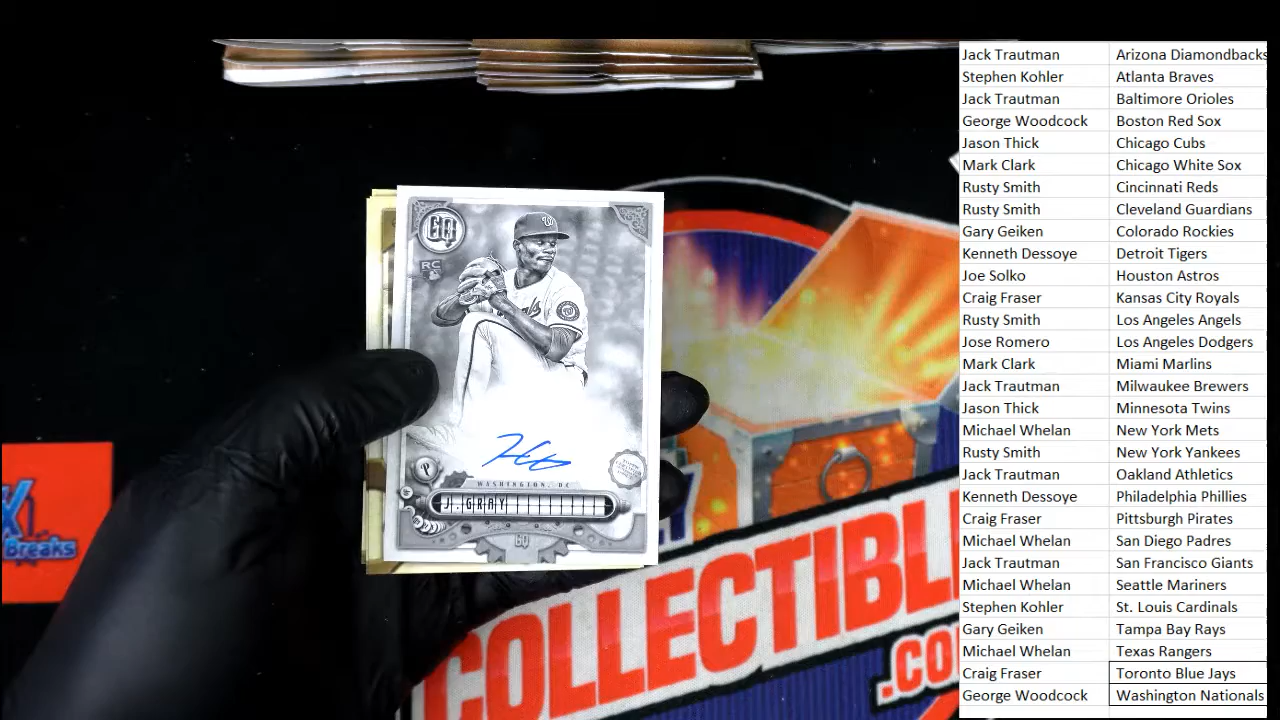 Jack Trautman Arizona Diamondbacks
Stephen Kohler Atlanta Braves
Jack Trautman Baltimore Orioles
George Woodcock Boston Red Sox
Jason Thick Chicago Cubs
Mark Clark Chicago White Sox
Rusty Smith Cincinnati Reds
Rusty Smith Cleveland Guardians
Gary Geiken Colorado Rockies
Kenneth Dessoye Detroit Tigers
Joe Solko Houston Astros
Craig Fraser Kansas City Royals
Rusty Smith Los Angeles Angels
Jose Romero Los Angeles Dodgers
Mark Clark Miami Marlins
Jack Trautman Milwaukee Brewers
Jason Thick Minnesota Twins
Michael Whelan New York Mets
Rusty Smith New York Yankees
Jack Trautman Oakland Athletics
Kenneth Dessoye Philadelphia Phillies
Craig Fraser Pittsburgh Pirates
Michael Whelan San Diego Padres
Jack Trautman San Francisco Giants
Michael Whelan Seattle Mariners
Stephen Kohler St. Louis Cardinals
Gary Geiken Tampa Bay Rays
Michael Whelan Texas Rangers
Craig Fraser Toronto Blue Jays
George Woodcock Washington Nationals
GQ
RC
P
WASHINGTON, DC
J. GRAY
GQ
X
Breaks
COLLECTIBL
.CO